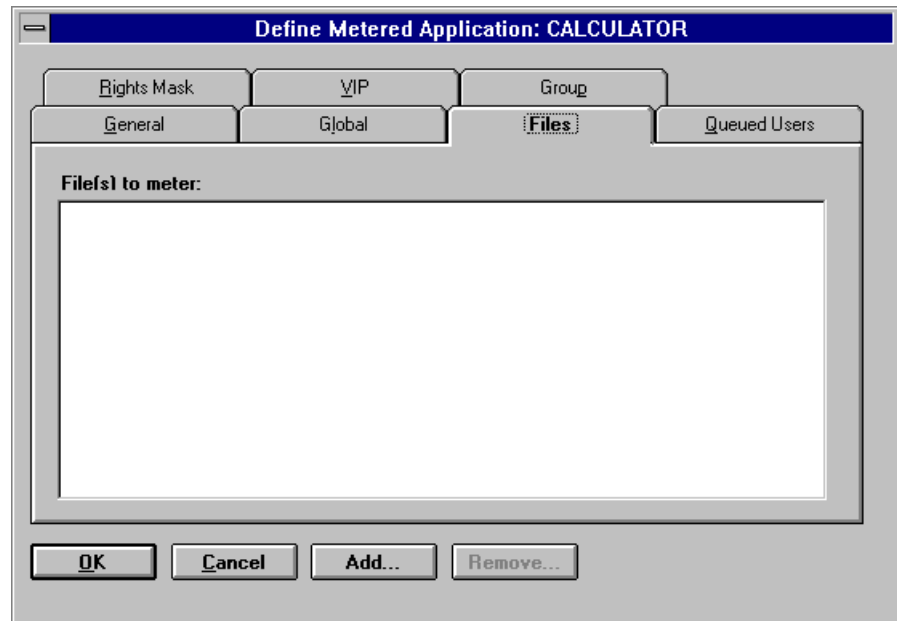 Define Metered Application: CALCULATOR
Rights Mask VIP Group
General Global Files Queued Users
File(s) to meter:
OK Cancel Add... Remove...